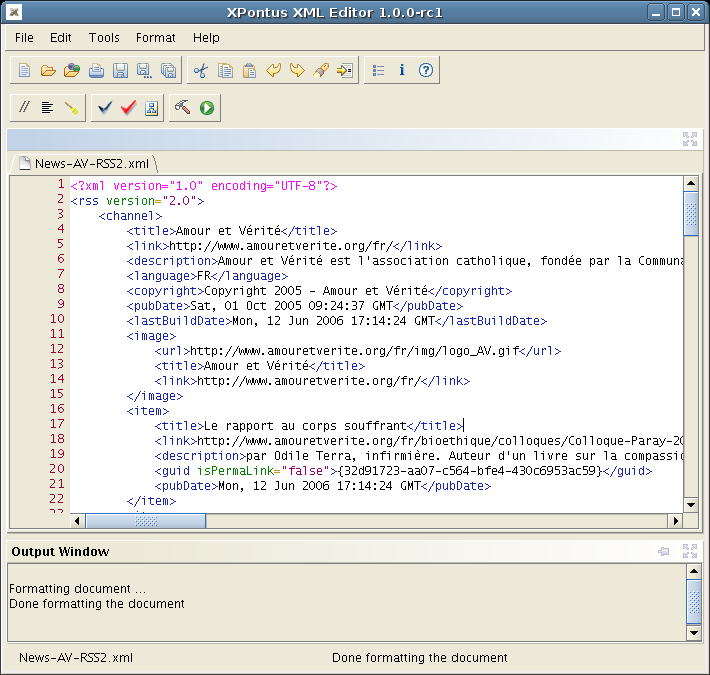 XPontus XML Editor 1.0.0-rc1
File Edit Tools Format Help
News-AV-RSS2.xml
1 <?xml version="1.0" encoding="UTF-8"?>
2 <rss version="2.0">
3 <channel>
4 <title>Amour et Vérité</title>
5 <link>http://www.amouretverite.org/fr/</link>
6 <description>Amour et Vérité est l'association catholique, fondée par la Communa
7 <language>FR</language>
8 <copyright>Copyright 2005 - Amour et Vérité</copyright>
9 <pubDate>Sat, 01 Oct 2005 09:24:37 GMT</pubDate>
10 <lastBuildDate>Mon, 12 Jun 2006 17:14:24 GMT</lastBuildDate>
11 <image>
12 <url>http://www.amouretverite.org/fr/img/logo_AV.gif</url>
13 <title>Amour et Vérité</title>
14 <link>http://www.amouretverite.org/fr/</link>
15 </image>
16 <item>
17 <title>Le rapport au corps souffrant</title>
18 <link>http://www.amouretverite.org/fr/bioethique/colloques/Colloque-Paray-20
19 <description>par Odile Terra, infirmière. Auteur d'un livre sur la compassio
20 <guid isPermaLink="false">{32d91723-aa07-c564-bfe4-430c6953ac59}</guid>
21 <pubDate>Mon, 12 Jun 2006 17:14:24 GMT</pubDate>
22 </item>
Output Window
Formatting document ...
Done formatting the document
News-AV-RSS2.xml Done formatting the document